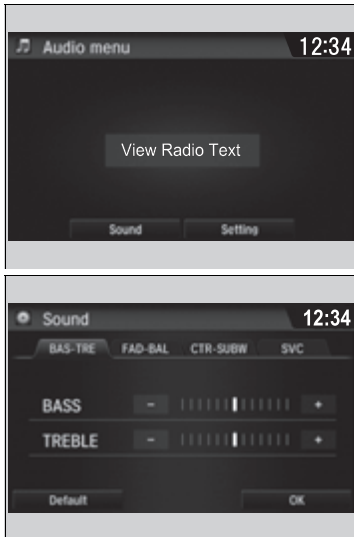 Audio menu 12:34
View Radio Text
Sound Setting
Sound 12:34
BAS-TRE FAD-BAL CTR-SUBW SVC
BASS - +
TREBLE - +
Default OK